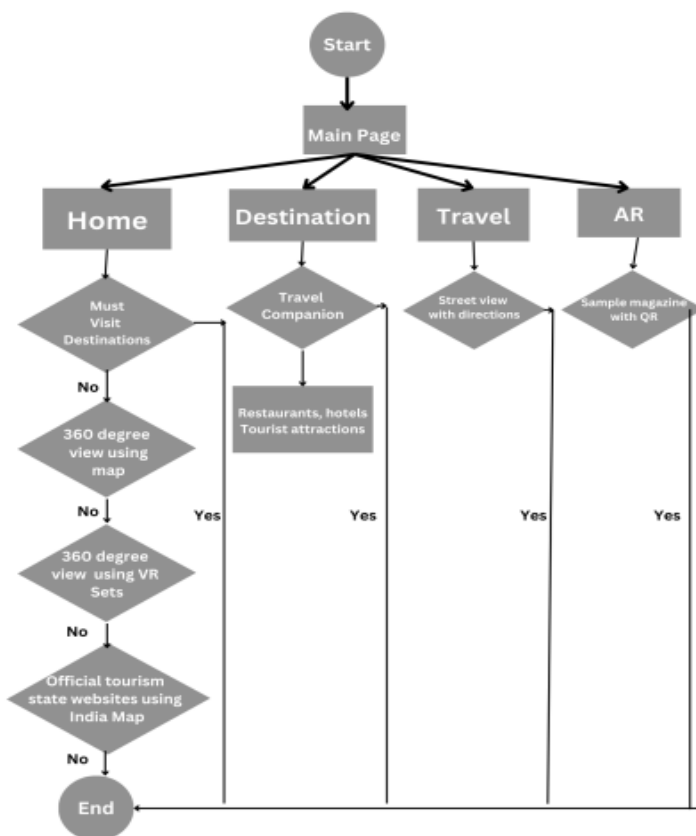 Start
Main Page
Home
Destination
Travel
AR
Must
Visit
Destinations
Travel
Companion
Street view
with directions
Sample magazine
with QR
No
Restaurants, hotels
Tourist attractions
360 degree
view using
map
No
Yes
Yes
Yes
Yes
360 degree
view using VR
Sets
No
Official tourism
state websites using
India Map
No
End